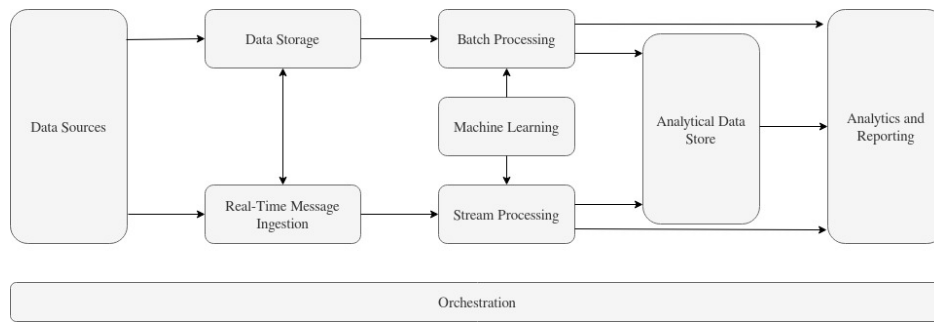 Data Sources
Data Storage
Real-Time Message
Ingestion
Batch Processing
Machine Learning
Stream Processing
Analytical Data
Store
Analytics and
Reporting
Orchestration